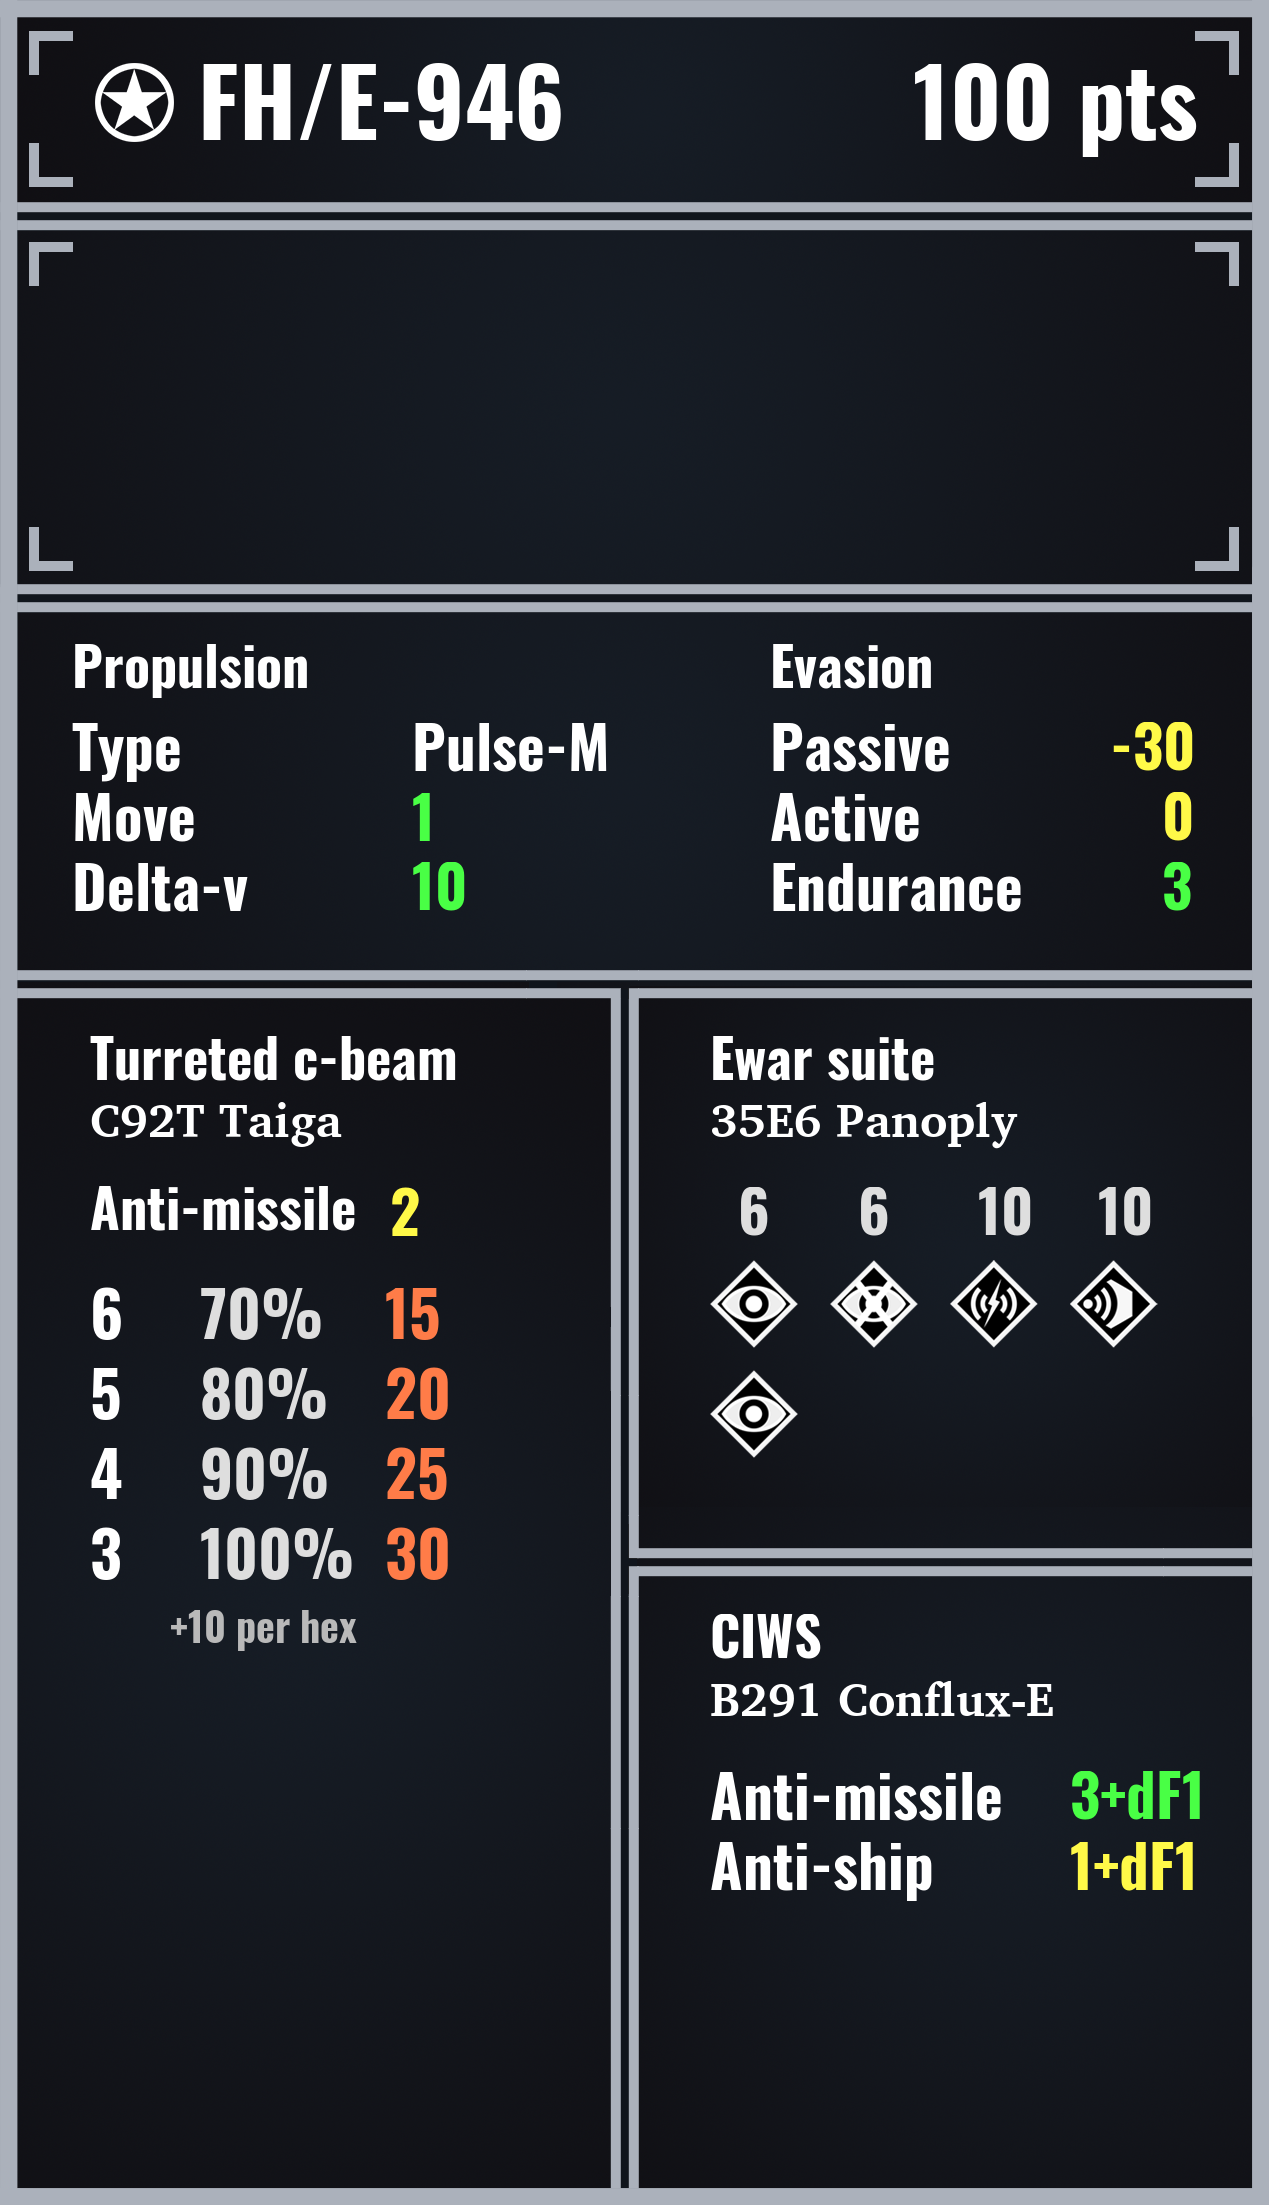 FH/E-946 100 pts
Propulsion
Type Pulse-M
Move 1
Delta-v 10
Evasion
Passive -30
Active 0
Endurance 3
Turreted c-beam
C92T Taiga
Anti-missile 2
6 70% 15
5 80% 20
4 90% 25
3 100% 30
+10 per hex
Ewar suite
35E6 Panoply
6 6 10 10
CIWS
B291 Conflux-E
Anti-missile 3+dF1
Anti-ship 1+dF1